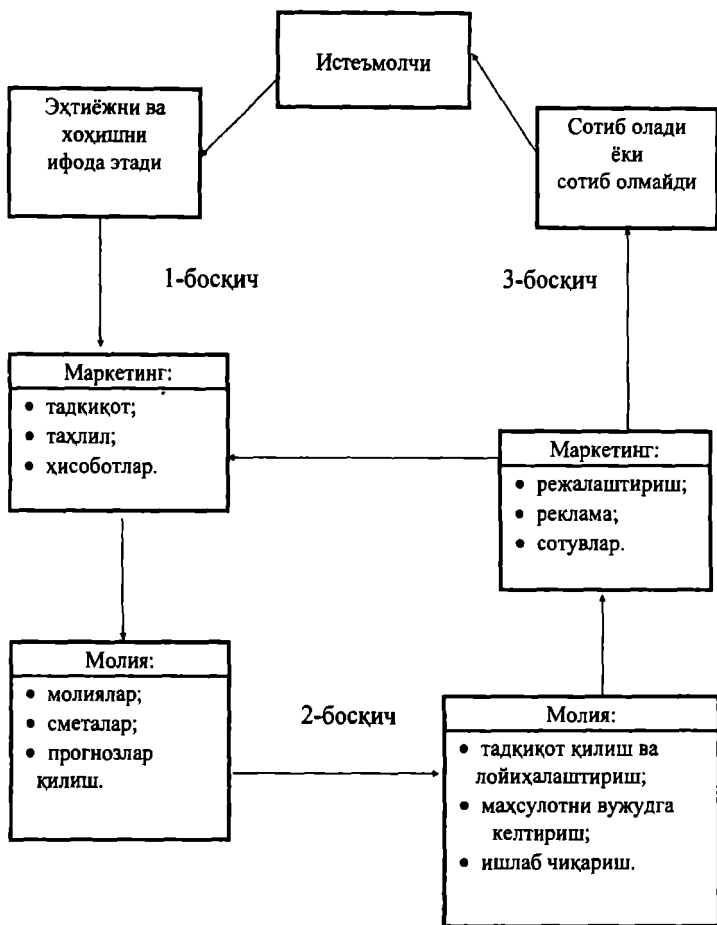 Истеъмолчи
Эҳтиёжни ва
хоҳишни
ифода этади
Сотиб олади
ёки
сотиб олмайди
1-босқич
3-босқич
Маркетинг:
• тадқиқот;
• таҳлил;
• ҳисоботлар.
Маркетинг:
• режалаштириш;
• реклама;
• сотувлар.
Молия:
• молиялар;
• сметалар;
• прогнозлар
қилиш.
2-босқич
Молия:
• тадқиқот қилиш ва
лойиҳалаштириш;
• маҳсулотни вужудга
келтириш;
• ишлаб чиқариш.